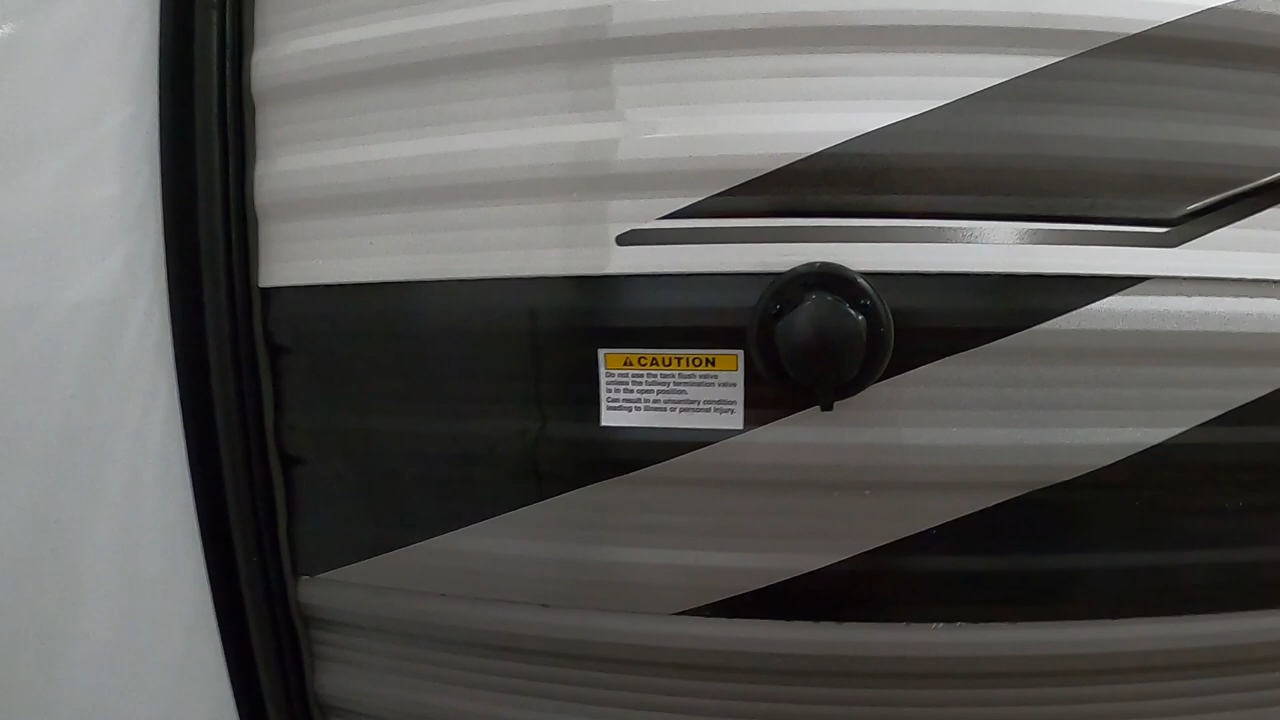 CAUTION
Do not use the tank flush valve
unless the fullway termination valve
is in the open position.
Can result in an unsanitary condition
leading to illness or personal injury.